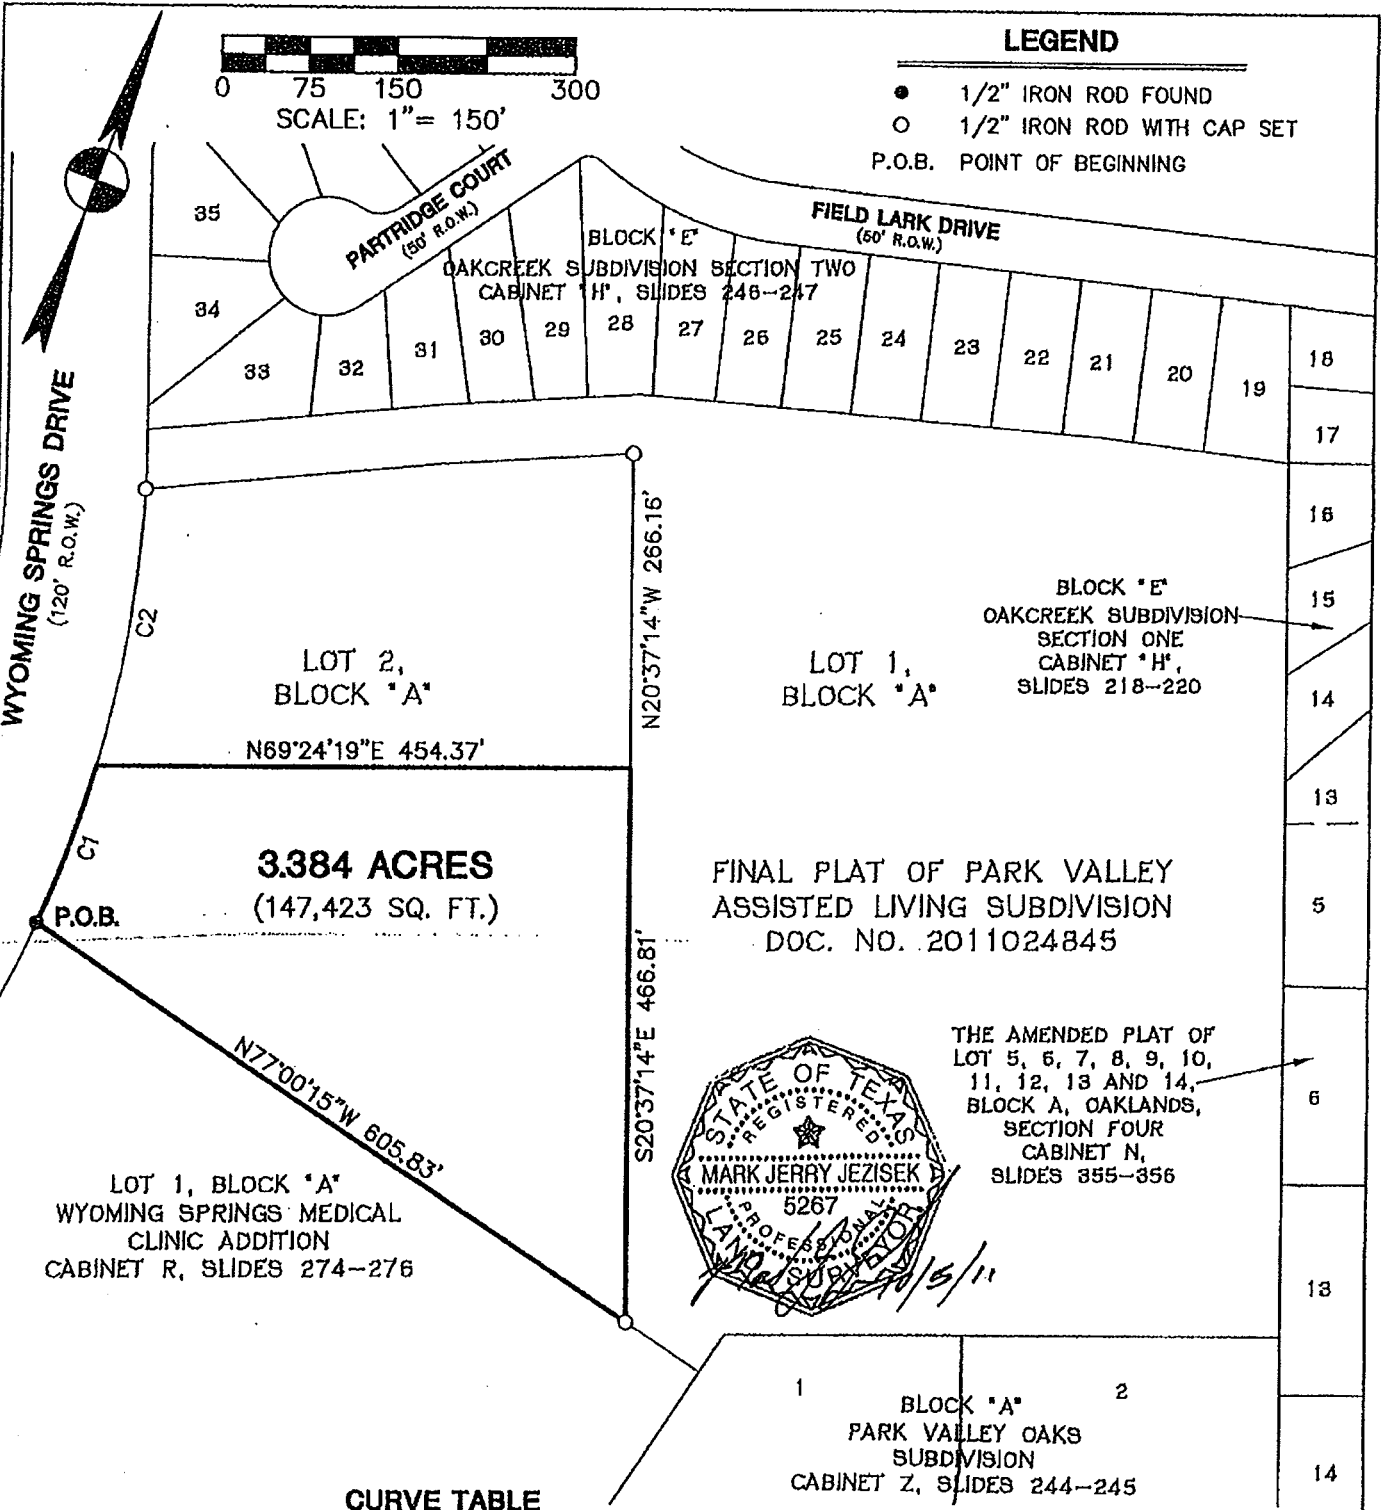 0 75 150 300
SCALE: 1"= 150'
LEGEND
1/2" IRON ROD FOUND
1/2" IRON ROD WITH CAP SET
P.O.B. POINT OF BEGINNING
PARTRIDGE COURT
(50' R.O.W.)
FIELD LARK DRIVE
(50' R.O.W.)
BLOCK "E"
OAKCREEK SUBDIVISION SECTION TWO
CABINET "H", SLIDES 246-247
35
34
33
32
31
30
29
28
27
26
25
24
23
22
21
20
19
18
17
16
15
14
13
5
6
13
14
WYOMING SPRINGS DRIVE
(120' R.O.W.)
C2
LOT 2,
BLOCK "A"
N20°37'14"W 266.16'
LOT 1,
BLOCK "A"
BLOCK "E"
OAKCREEK SUBDIVISION
SECTION ONE
CABINET "H",
SLIDES 218-220
N69°24'19"E 454.37'
C1
3.384 ACRES
(147,423 SQ. FT.)
P.O.B.
S20°37'14"E 466.81'
FINAL PLAT OF PARK VALLEY
ASSISTED LIVING SUBDIVISION
DOC. NO. 2011024845
N77°00'15"W 605.83'
LOT 1, BLOCK "A"
WYOMING SPRINGS MEDICAL
CLINIC ADDITION
CABINET R, SLIDES 274-276
THE AMENDED PLAT OF
LOT 5, 6, 7, 8, 9, 10,
11, 12, 13 AND 14,
BLOCK A, OAKLANDS,
SECTION FOUR
CABINET N,
SLIDES 355-356
STATE OF TEXAS
REGISTERED
MARK JERRY JEZISEK
5267
PROFESSIONAL
LAND SURVEYOR
10/5/11
1
2
BLOCK "A"
PARK VALLEY OAKS
SUBDIVISION
CABINET Z, SLIDES 244-245
CURVE TABLE